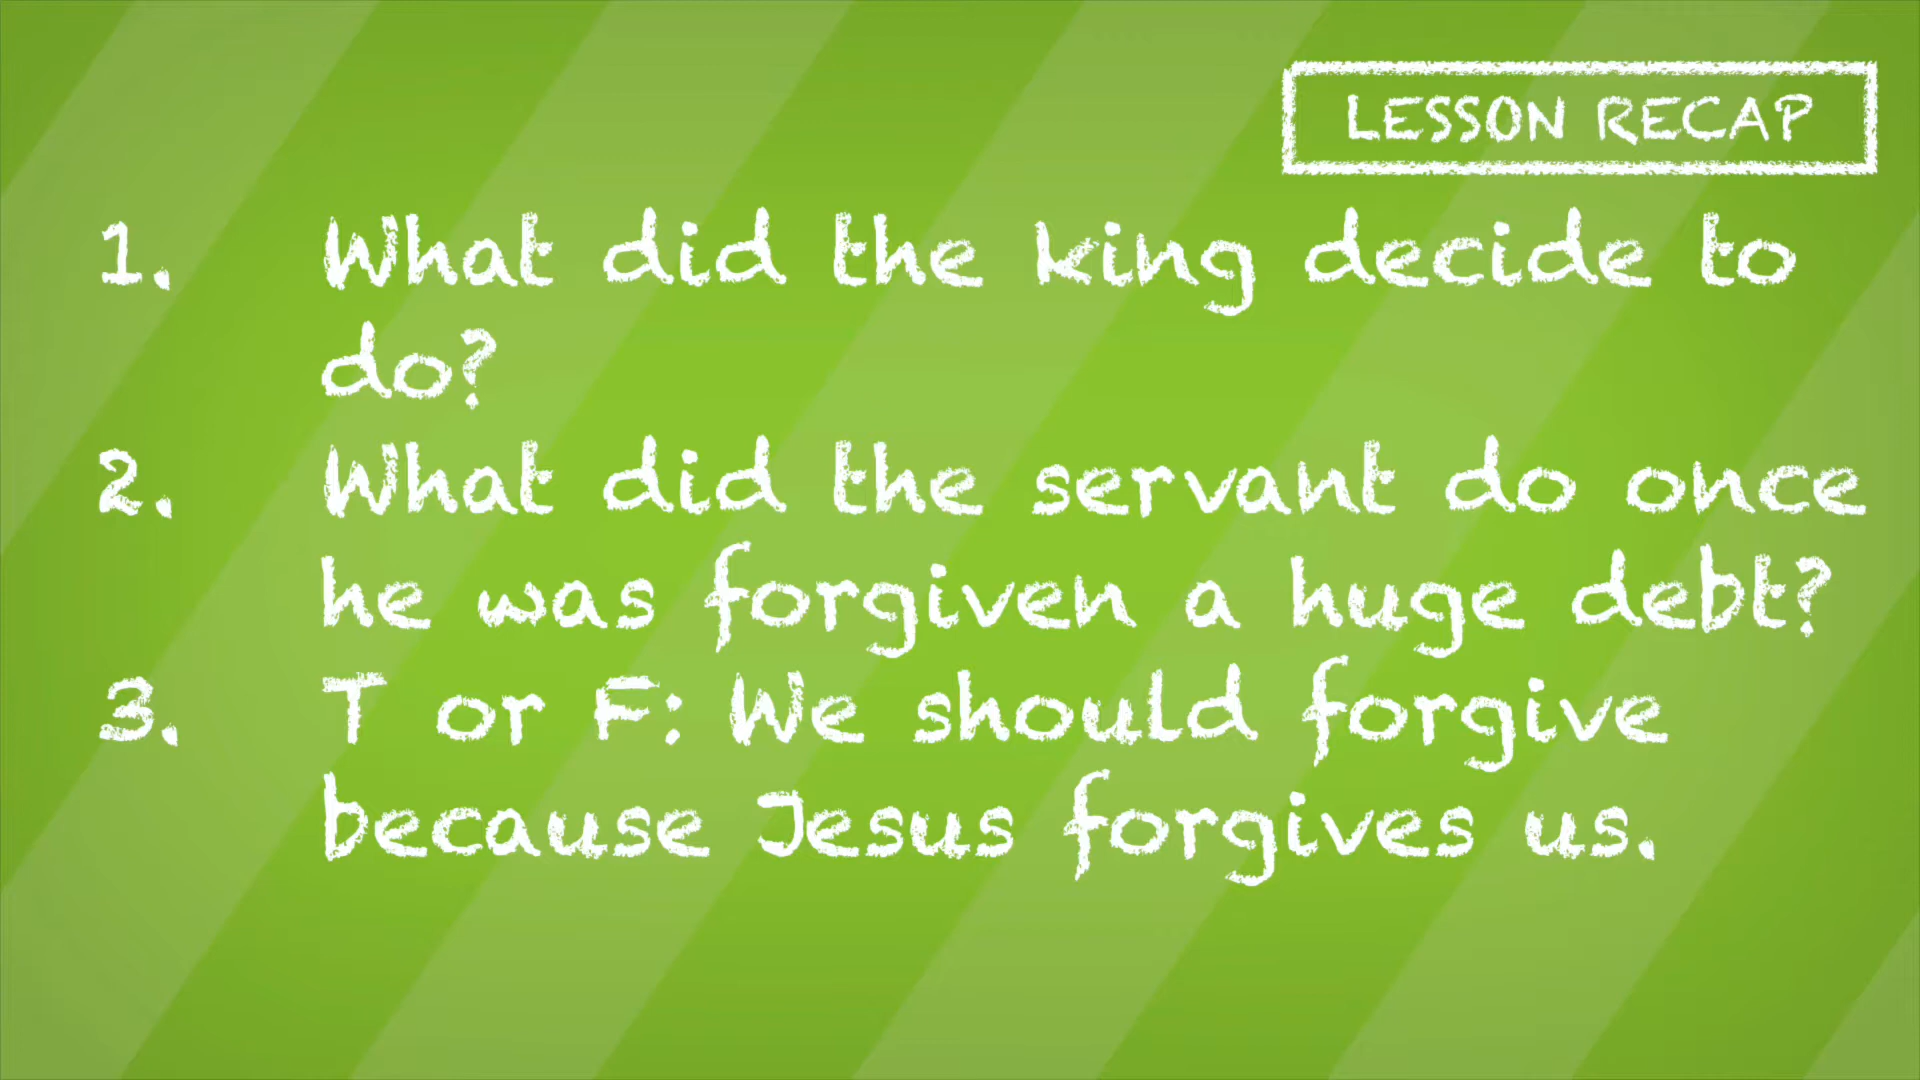 LESSON RECAP
1. What did the king decide to
do?
2. What did the servant do once
he was forgiven a huge debt?
3. T or F: We should forgive
because Jesus forgives us.